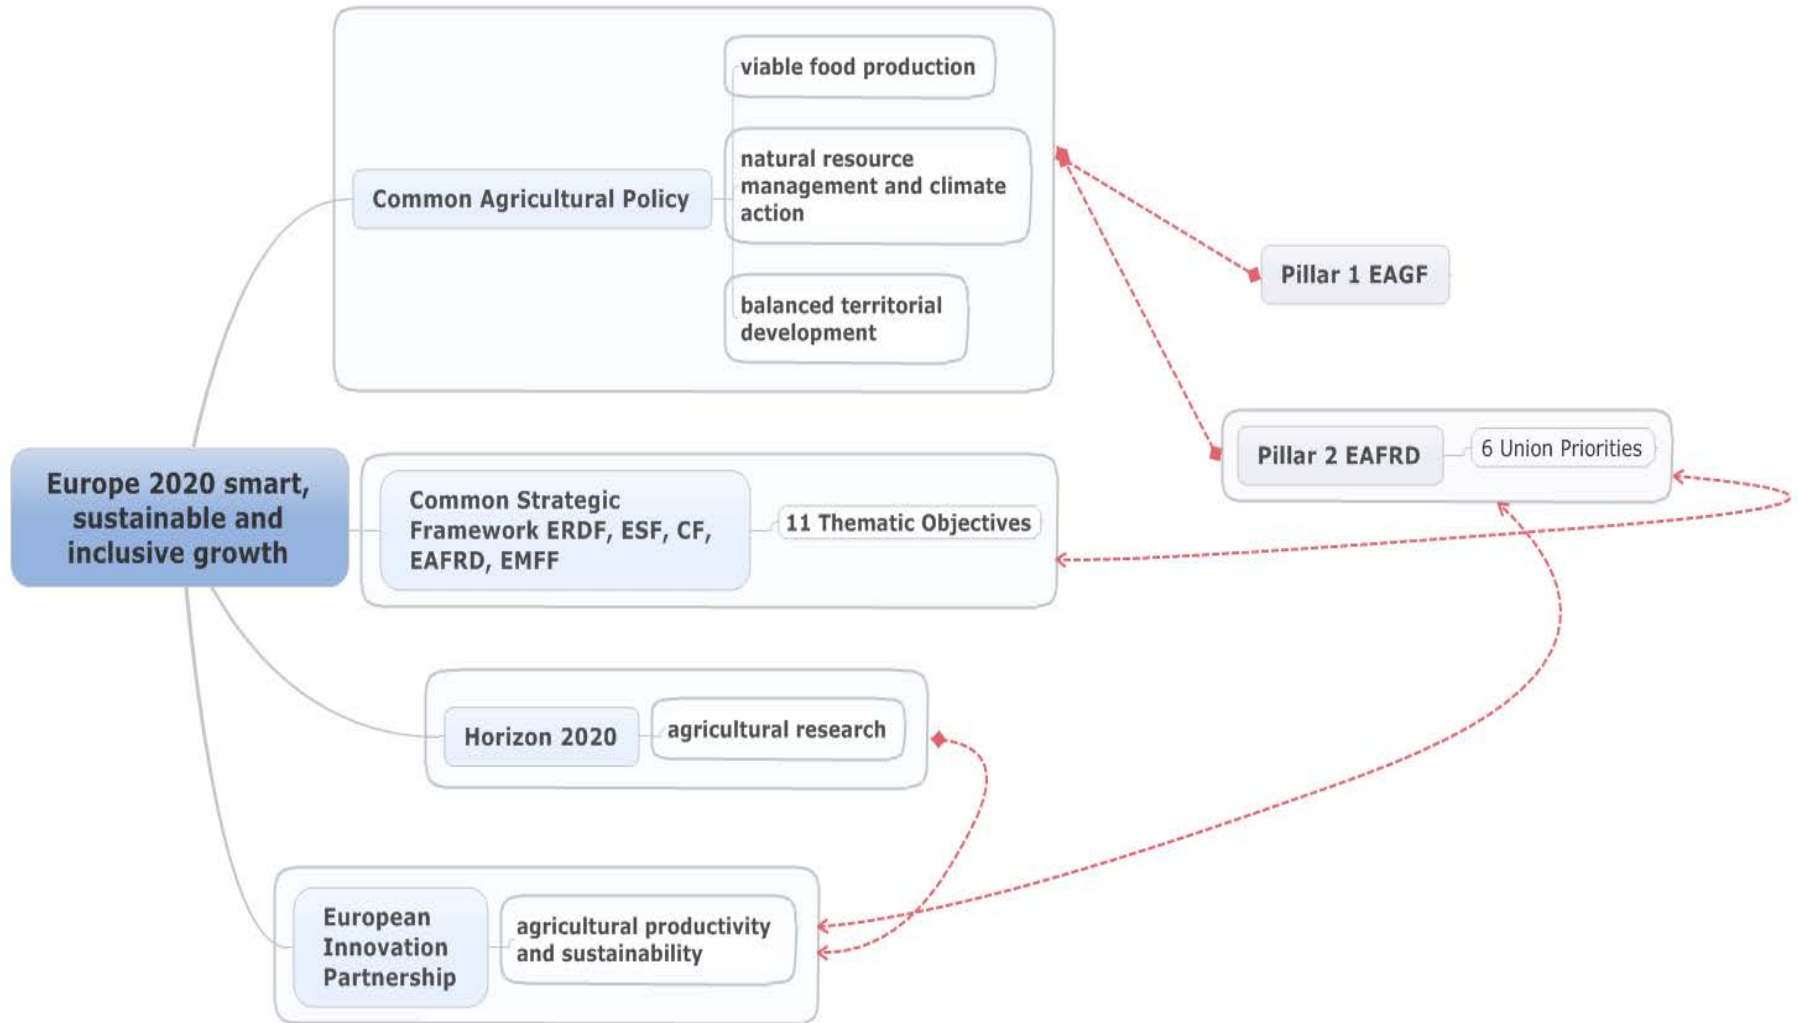 viable food production
natural resource
management and climate
action
Common Agricultural Policy
balanced territorial
development
Pillar 1 EAGF
Pillar 2 EAFRD
6 Union Priorities
Europe 2020 smart,
sustainable and
inclusive growth
Common Strategic
Framework ERDF, ESF, CF,
EAFRD, EMFF
11 Thematic Objectives
Horizon 2020
agricultural research
European
Innovation
Partnership
agricultural productivity
and sustainability